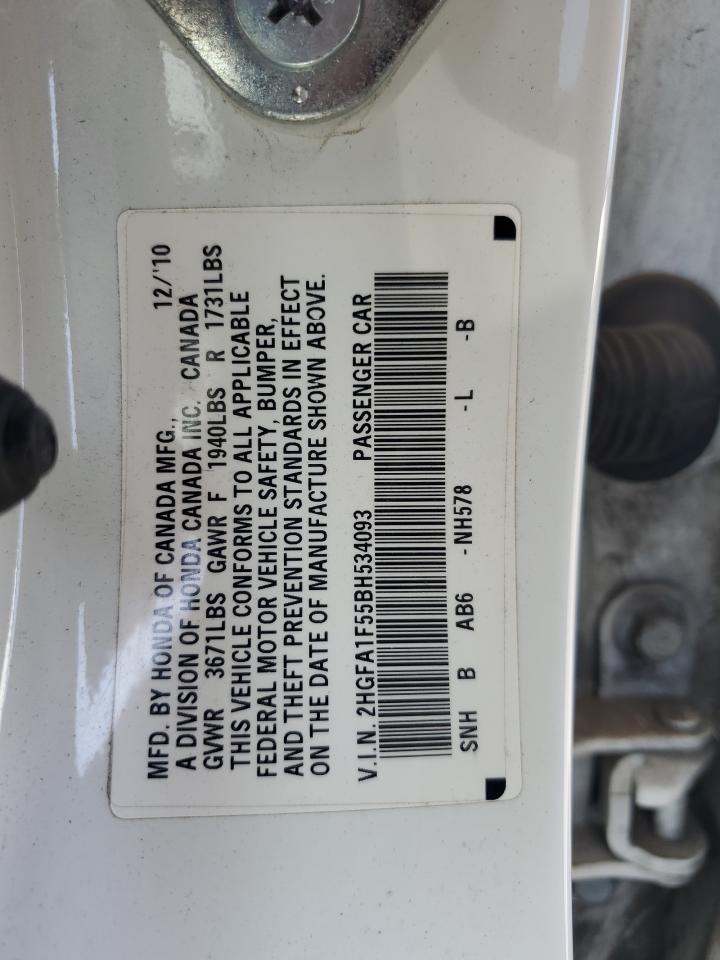 MFD. BY HONDA OF CANADA MFG., 12/'10
A DIVISION OF HONDA CANADA INC. CANADA
GVWR 3671LBS GAWR F 1940LBS R 1731LBS
THIS VEHICLE CONFORMS TO ALL APPLICABLE
FEDERAL MOTOR VEHICLE SAFETY, BUMPER,
AND THEFT PREVENTION STANDARDS IN EFFECT
ON THE DATE OF MANUFACTURE SHOWN ABOVE.
V.I.N. 2HGFA1F55BH534093 PASSENGER CAR
SNH B AB6 -NH578 -L -B